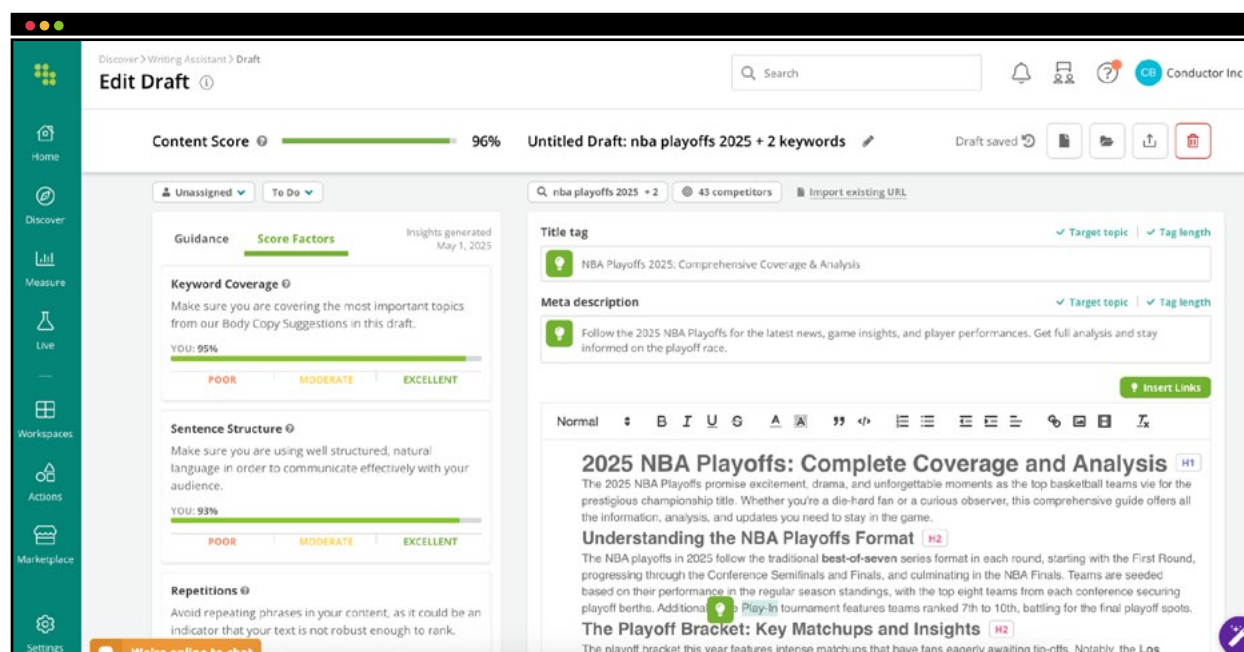 Discover > Writing Assistant > Draft
Edit Draft
Search
CB Conductor Inc
Home
Discover
Measure
Live
Workspaces
Actions
Marketplace
Settings
Content Score 96%
Untitled Draft: nba playoffs 2025 + 2 keywords
Draft saved
Unassigned
To Do
nba playoffs 2025 + 2
43 competitors
Import existing URL
Guidance
Score Factors
Insights generated
May 1, 2025
Keyword Coverage
Make sure you are covering the most important topics
from our Body Copy Suggestions in this draft.
YOU: 95%
POOR MODERATE EXCELLENT
Sentence Structure
Make sure you are using well structured, natural
language in order to communicate effectively with your
audience.
YOU: 93%
POOR MODERATE EXCELLENT
Repetitions
Avoid repeating phrases in your content, as it could be an
indicator that your text is not robust enough to rank.
We're online to chat
Title tag
Target topic | Tag length
NBA Playoffs 2025: Comprehensive Coverage & Analysis
Meta description
Target topic | Tag length
Follow the 2025 NBA Playoffs for the latest news, game insights, and player performances. Get full analysis and stay
informed on the playoff race.
Insert Links
Normal B I U S A A
2025 NBA Playoffs: Complete Coverage and Analysis H1
The 2025 NBA Playoffs promise excitement, drama, and unforgettable moments as the top basketball teams vie for the
prestigious championship title. Whether you're a die-hard fan or a curious observer, this comprehensive guide offers all
the information, analysis, and updates you need to stay in the game.
Understanding the NBA Playoffs Format H2
The NBA playoffs in 2025 follow the traditional best-of-seven series format in each round, starting with the First Round,
progressing through the Conference Semifinals and Finals, and culminating in the NBA Finals. Teams are seeded
based on their performance in the regular season standings, with the top eight teams from each conference securing
playoff berths. Additional e Play-In tournament features teams ranked 7th to 10th, battling for the final playoff spots.
The Playoff Bracket: Key Matchups and Insights H2
The playoff bracket this year features intense matchups that have fans eagerly awaiting tip-offs. Notably, the Los